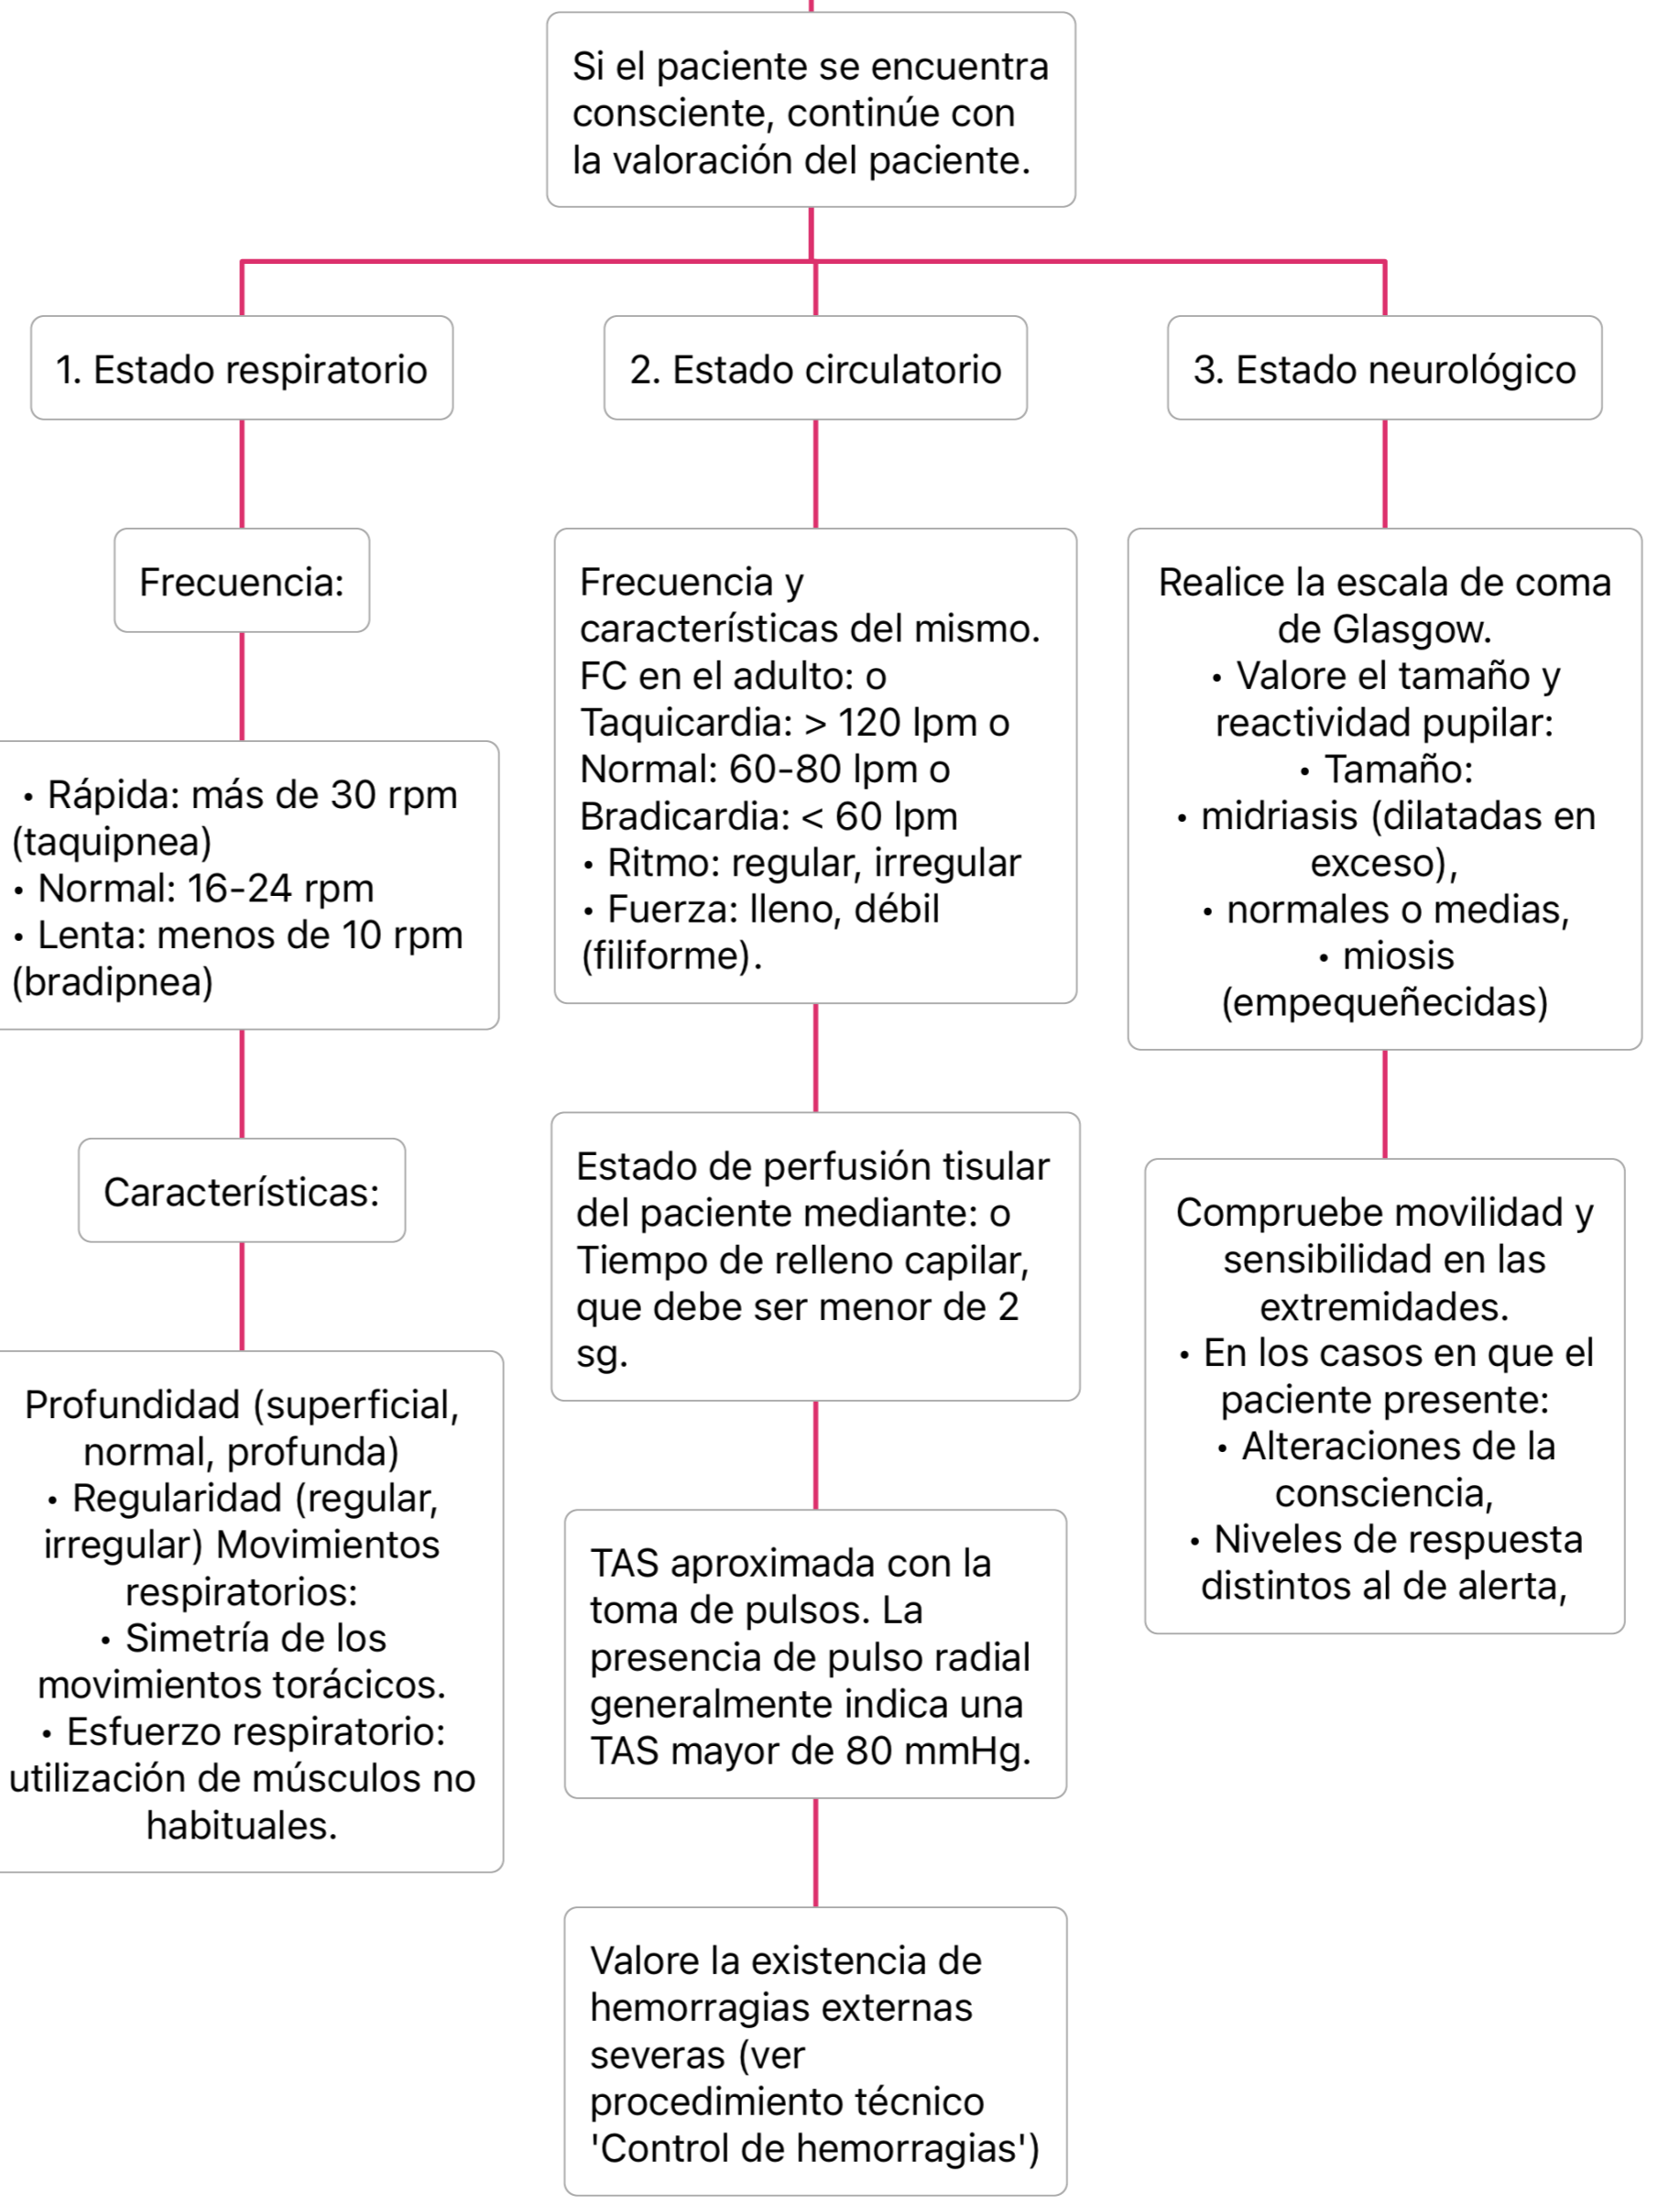 Si el paciente se encuentra
consciente, continúe con
la valoración del paciente.
1. Estado respiratorio
Frecuencia:
• Rápida: más de 30 rpm
(taquipnea)
• Normal: 16-24 rpm
• Lenta: menos de 10 rpm
(bradipnea)
Características:
Profundidad (superficial,
normal, profunda)
• Regularidad (regular,
irregular) Movimientos
respiratorios:
• Simetría de los
movimientos torácicos.
• Esfuerzo respiratorio:
utilización de músculos no
habituales.
2. Estado circulatorio
Frecuencia y
características del mismo.
FC en el adulto: o
Taquicardia: > 120 lpm o
Normal: 60-80 lpm o
Bradicardia: < 60 lpm
• Ritmo: regular, irregular
• Fuerza: lleno, débil
(filiforme).
Estado de perfusión tisular
del paciente mediante: o
Tiempo de relleno capilar,
que debe ser menor de 2
sg.
TAS aproximada con la
toma de pulsos. La
presencia de pulso radial
generalmente indica una
TAS mayor de 80 mmHg.
Valore la existencia de
hemorragias externas
severas (ver
procedimiento técnico
'Control de hemorragias')
3. Estado neurológico
Realice la escala de coma
de Glasgow.
• Valore el tamaño y
reactividad pupilar:
• Tamaño:
• midriasis (dilatadas en
exceso),
• normales o medias,
• miosis
(empequeñecidas)
Compruebe movilidad y
sensibilidad en las
extremidades.
• En los casos en que el
paciente presente:
• Alteraciones de la
consciencia,
• Niveles de respuesta
distintos al de alerta,